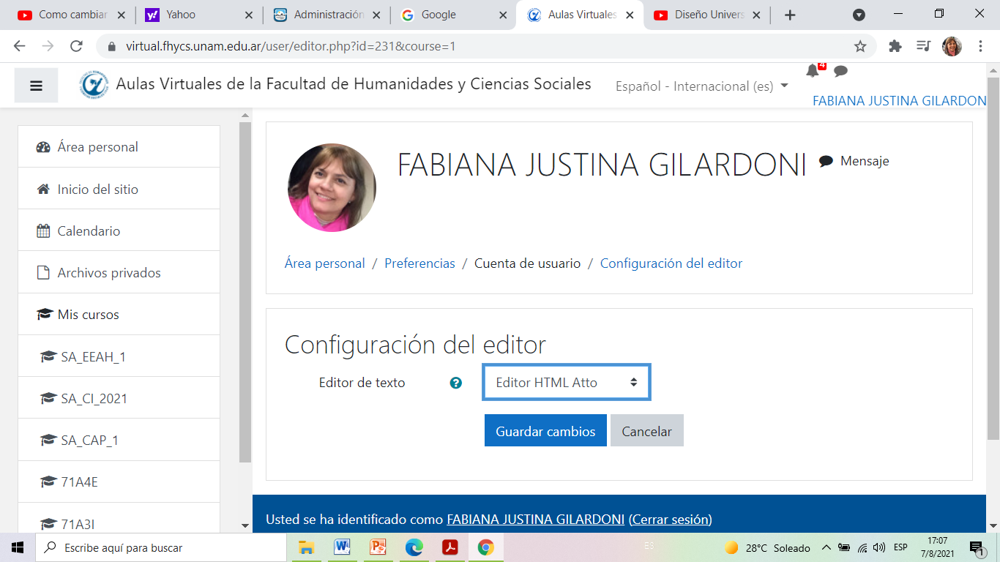 Como cambiar
Yahoo
Administración
Google
Aulas Virtuales
Diseño Univers
virtual.fhycs.unam.edu.ar/user/editor.php?id=231&course=1
Aulas Virtuales de la Facultad de Humanidades y Ciencias Sociales
Español - Internacional (es)
4
FABIANA JUSTINA GILARDON
Área personal
Inicio del sitio
Calendario
Archivos privados
Mis cursos
SA_EEAH_1
SA_CI_2021
SA_CAP_1
71A4E
71A3I
FABIANA JUSTINA GILARDONI
Mensaje
Área personal / Preferencias / Cuenta de usuario / Configuración del editor
Configuración del editor
Editor de texto
Editor HTML Atto
Guardar cambios
Cancelar
Usted se ha identificado como FABIANA JUSTINA GILARDONI (Cerrar sesión)
Escribe aquí para buscar
ES
28°C Soleado
ESP
17:07
7/8/2021
1